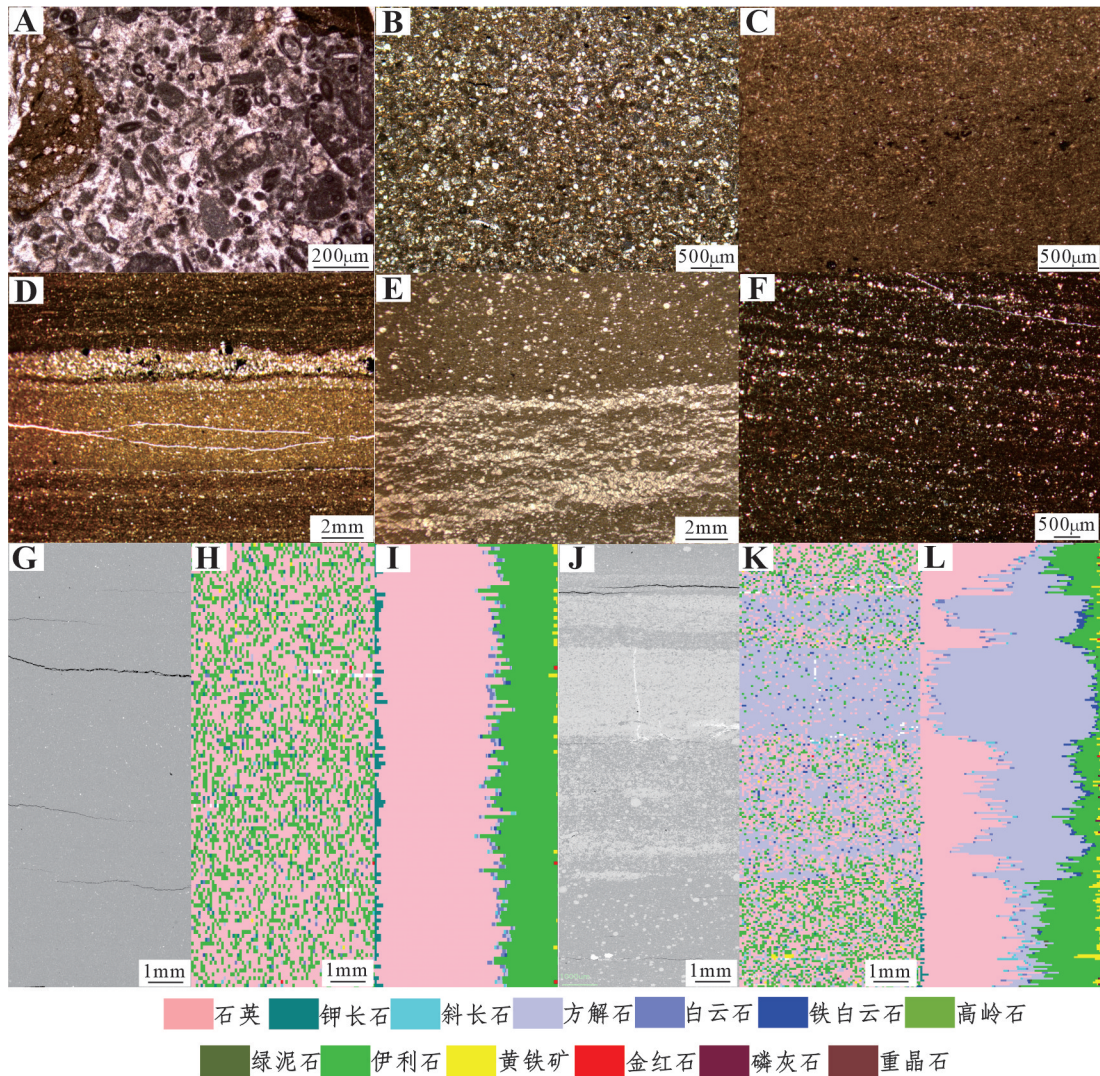 A
B
C
200μm
500μm
500μm
D
E
F
2mm
2mm
500μm
G
H
I
J
K
L
1mm
1mm
1mm
1mm
石英 钾长石 斜长石 方解石 白云石 铁白云石 高岭石
绿泥石 伊利石 黄铁矿 金红石 磷灰石 重晶石